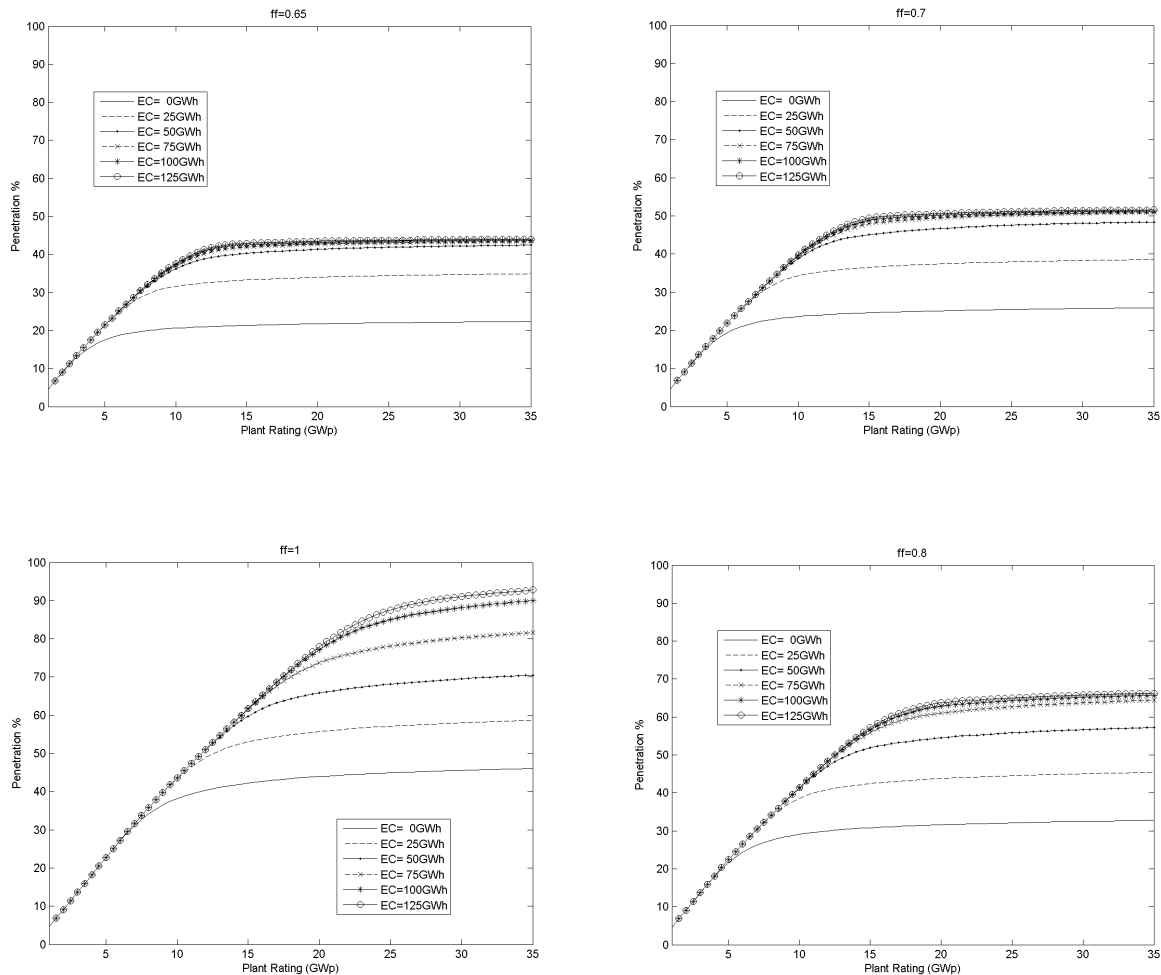 ff=0.65
100
90
80
70
60
50
40
30
20
10
0
Penetration %
EC= 0GWh
EC= 25GWh
EC= 50GWh
EC= 75GWh
EC=100GWh
EC=125GWh
5 10 15 20 25 30 35
Plant Rating (GWp)
ff=0.7
100
90
80
70
60
50
40
30
20
10
0
Penetration %
EC= 0GWh
EC= 25GWh
EC= 50GWh
EC= 75GWh
EC=100GWh
EC=125GWh
5 10 15 20 25 30 35
Plant Rating (GWp)
ff=1
100
90
80
70
60
50
40
30
20
10
0
Penetration %
EC= 0GWh
EC= 25GWh
EC= 50GWh
EC= 75GWh
EC=100GWh
EC=125GWh
5 10 15 20 25 30 35
Plant Rating (GWp)
ff=0.8
100
90
80
70
60
50
40
30
20
10
0
Penetration %
EC= 0GWh
EC= 25GWh
EC= 50GWh
EC= 75GWh
EC=100GWh
EC=125GWh
5 10 15 20 25 30 35
Plant Rating (GWp)